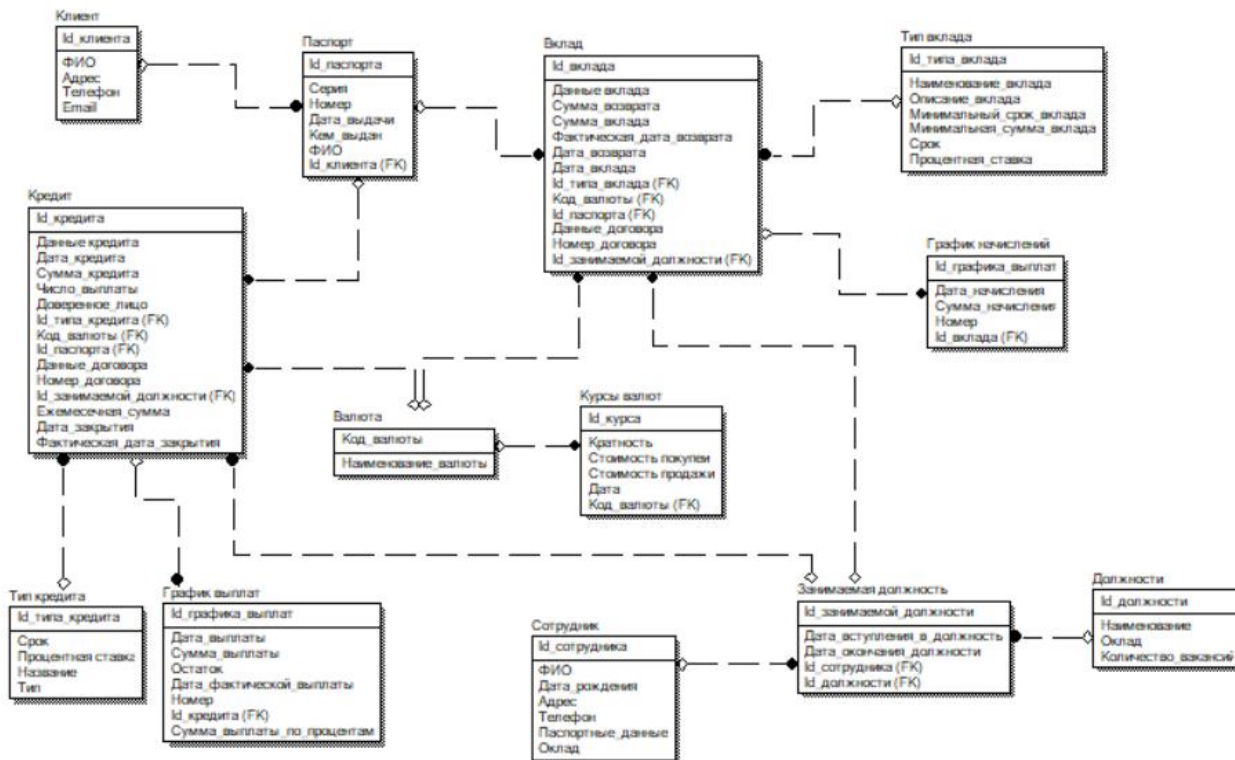 Клиент
Id_клиента
ФИО
Адрес
Телефон
Email
Паспорт
Id_паспорта
Серия
Номер
Дата_выдачи
Кем_выдан
ФИО
Id_клиента (FK)
Вклад
Id_вклада
Данные вклада
Сумма_возврата
Сумма_вклада
Фактическая_дата_возврата
Дата_возврата
Дата_вклада
Id_типа_вклада (FK)
Код_валюты (FK)
Id_паспорта (FK)
Данные_договора
Номер_договора
Id_занимаемой_должности (FK)
Тип вклада
Id_типа_вклада
Наименование_вклада
Описание_вклада
Минимальный_срок_вклада
Минимальная_сумма_вклада
Срок
Процентная_ставка
Кредит
Id_кредита
Данные кредита
Дата_кредита
Сумма_кредита
Число_выплаты
Доверенное_лицо
Id_типа_кредита (FK)
Код_валюты (FK)
Id_паспорта (FK)
Данные_договора
Номер_договора
Id_занимаемой_должности (FK)
Ежемесечная_сумма
Дата_закрытия
Фактическая_дата_закрытия
График начислений
Id_графика_выплат
Дата_начисления
Сумма_начисления
Номер
Id_вклада (FK)
Валюта
Код_валюты
Наименование_валюты
Курсы валют
Id_курса
Кратность
Стоимость покупеи
Стоимость продажи
Дата
Код_валюты (FK)
Тип кредита
Id_типа_кредита
Срок
Процентная ставка
Название
Тип
График выплат
Id_графика_выплат
Дата_выплаты
Сумма_выплаты
Остаток
Дата_фактической_выплаты
Номер
Id_кредита (FK)
Сумма_выплаты_по_процентам
Сотрудник
Id_сотрудника
ФИО
Дата_рождения
Адрес
Телефон
Паспортные_данные
Оклад
Занимаемая должность
Id_занимаемой_должности
Дата_вступления_в_должность
Дата_окончания_должности
Id_сотрудника (FK)
Id_должности (FK)
Должности
Id_должности
Наименование
Оклад
Количество_вакансий